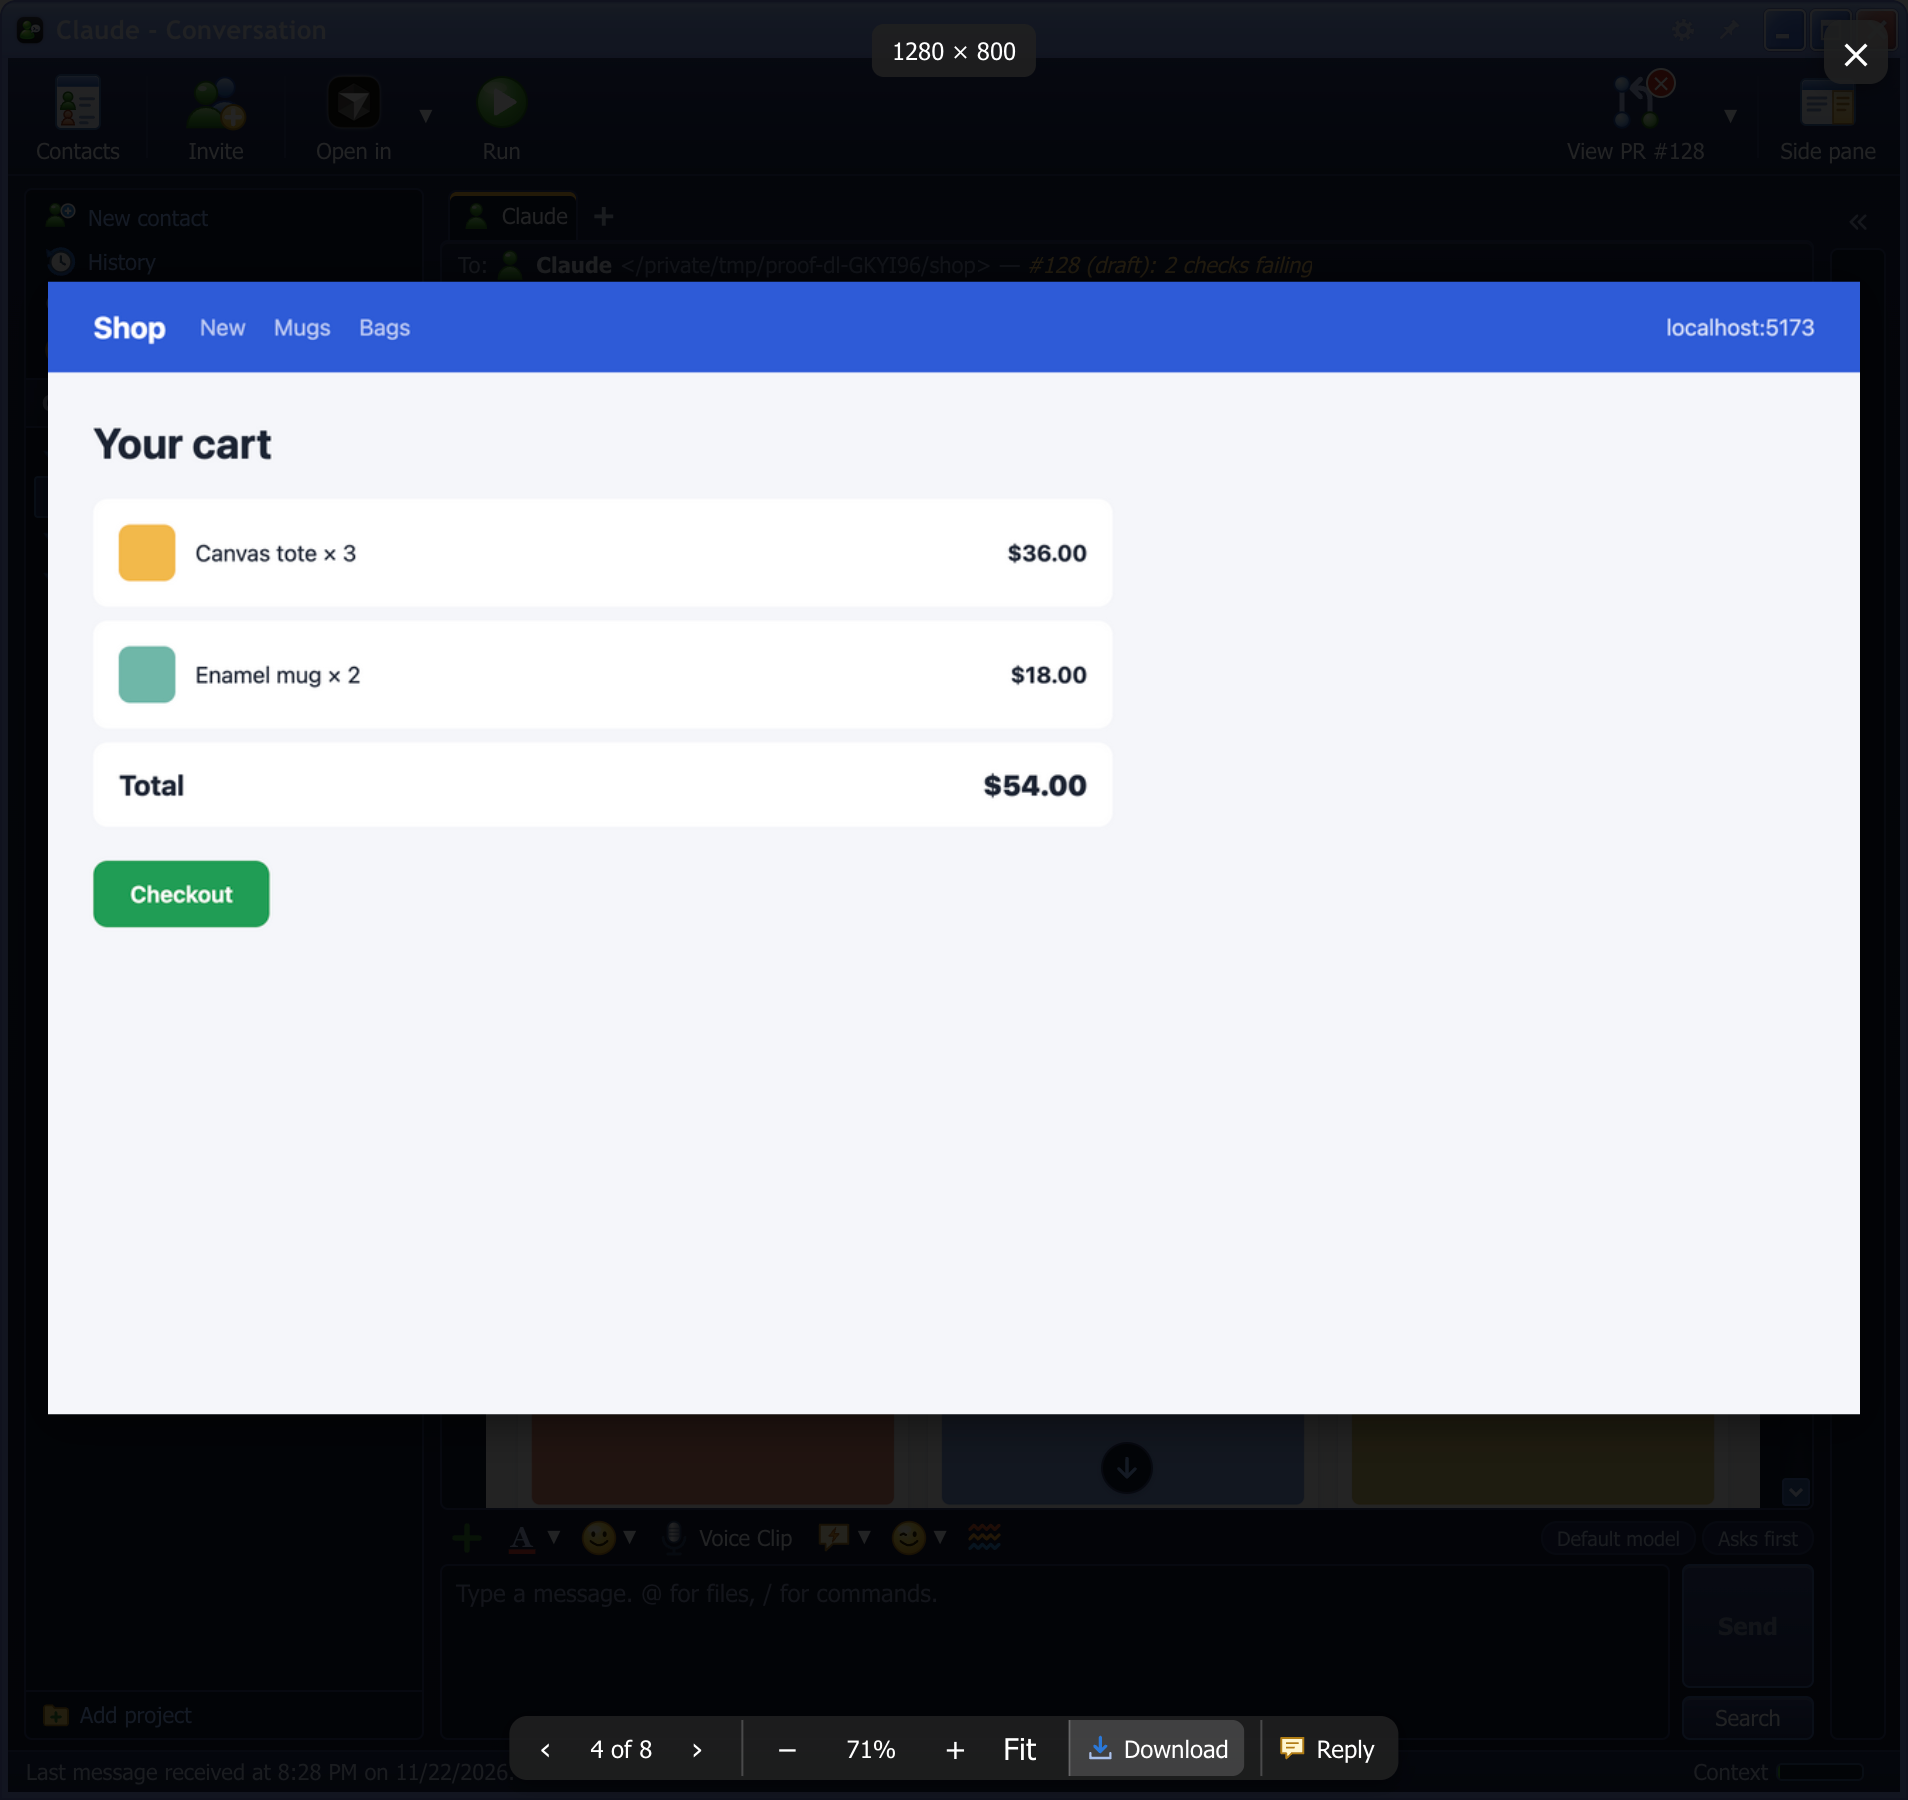 Claude - Conversation
1280 × 800
Contacts
Invite
Open in
Run
View PR #128
Side pane
New contact
Claude
History
To: Claude </private/tmp/proof-dl-GKYI96/shop> — #128 (draft): 2 checks failing
Shop New Mugs Bags localhost:5173
Your cart
Canvas tote × 3 $36.00
Enamel mug × 2 $18.00
Total $54.00
Checkout
Voice Clip
Default model
Asks first
Type a message. @ for files, / for commands.
Send
Search
Add project
4 of 8
71%
Fit
Download
Reply
Last message received at 8:28 PM on 11/22/2026.
Context